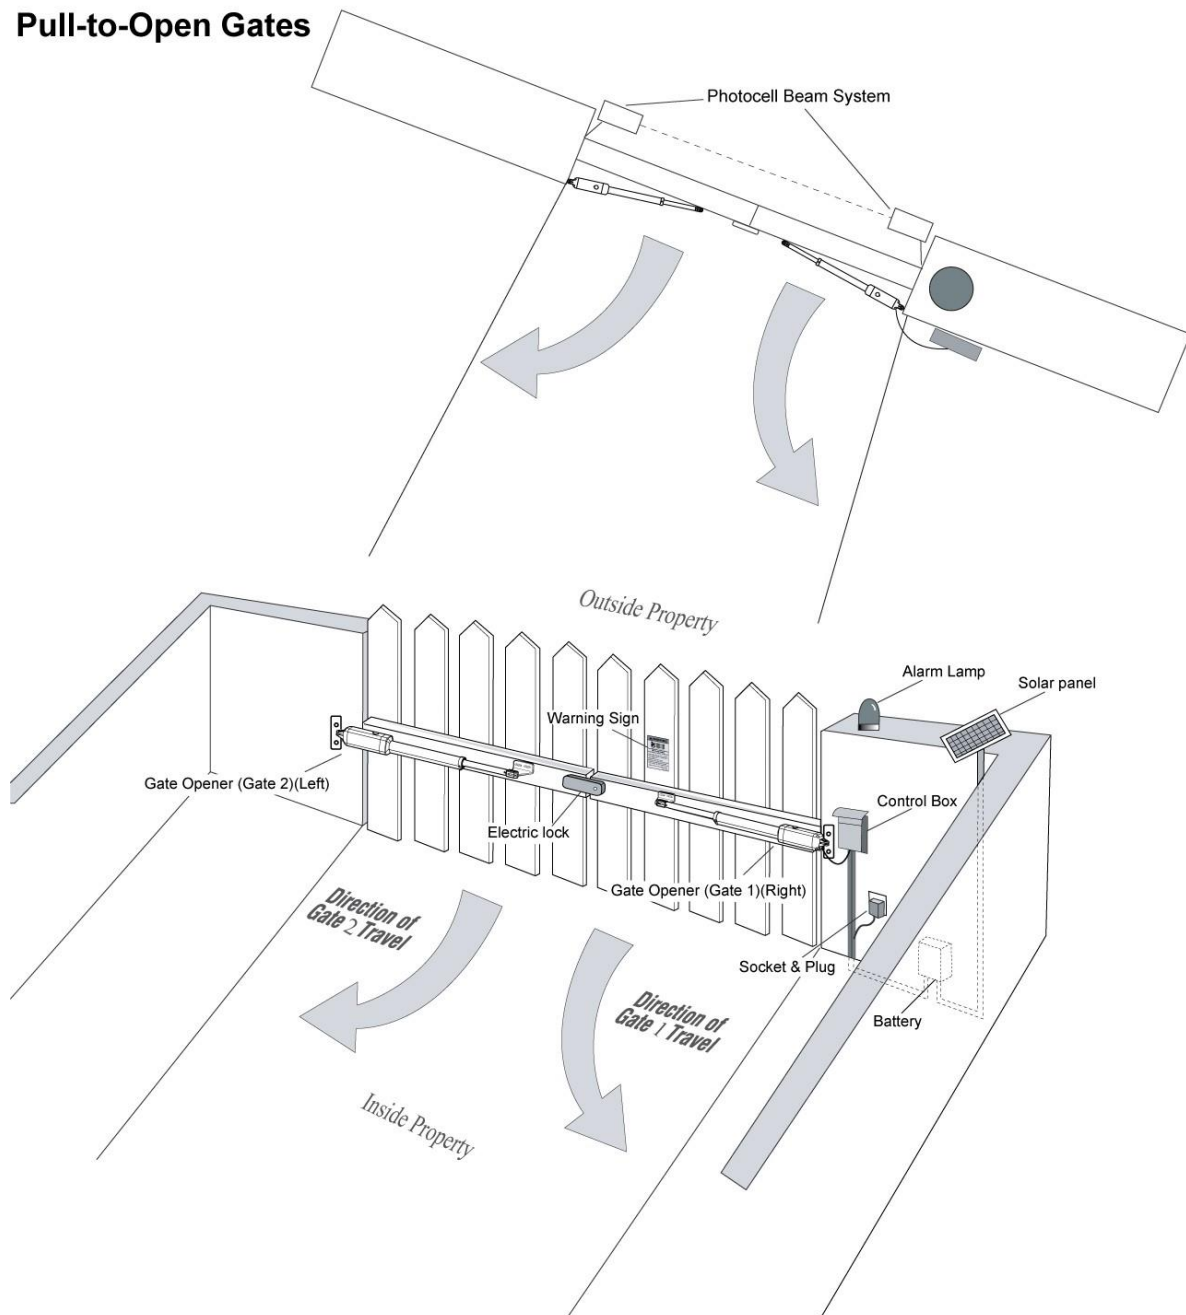 Pull-to-Open Gates
Photocell Beam System
Outside Property
Alarm Lamp
Solar panel
Warning Sign
Gate Opener (Gate 2)(Left)
Control Box
Electric lock
Gate Opener (Gate 1)(Right)
Direction of
Gate 2 Travel
Socket & Plug
Direction of
Gate 1 Travel
Battery
Inside Property